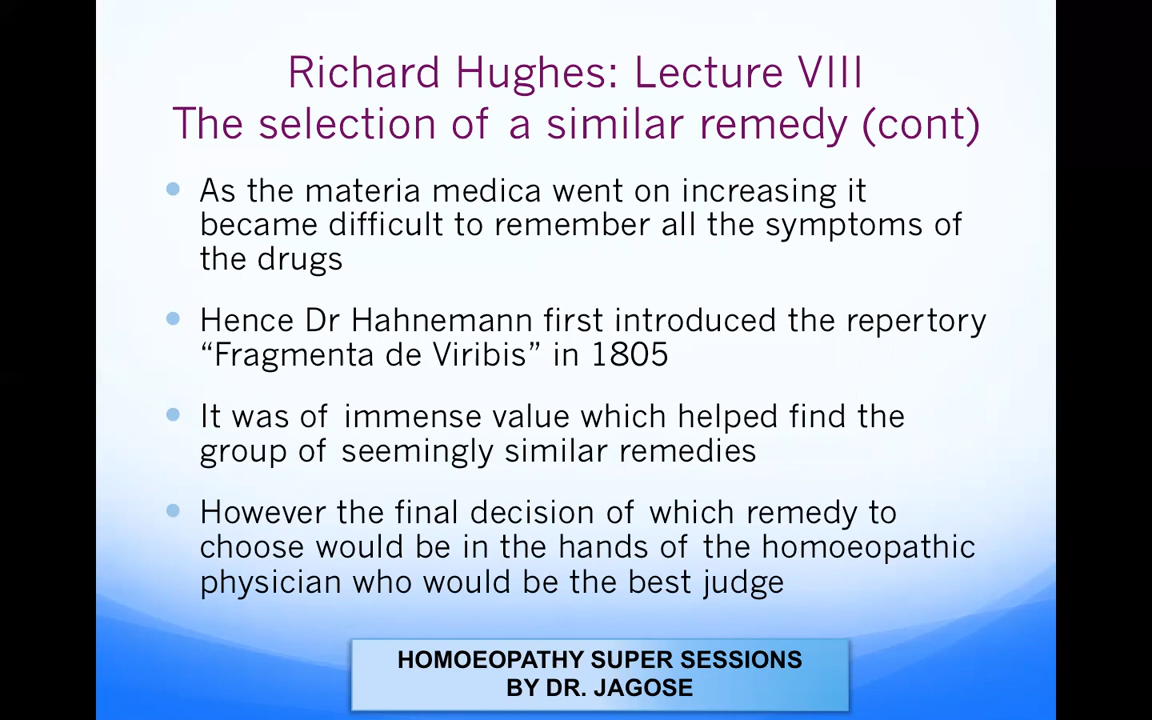 Richard Hughes: Lecture VIII
The selection of a similar remedy (cont)
As the materia medica went on increasing it
became difficult to remember all the symptoms of
the drugs
Hence Dr Hahnemann first introduced the repertory
“Fragmenta de Viribis” in 1805
It was of immense value which helped find the
group of seemingly similar remedies
However the final decision of which remedy to
choose would be in the hands of the homoeopathic
physician who would be the best judge
HOMOEOPATHY SUPER SESSIONS
BY DR. JAGOSE